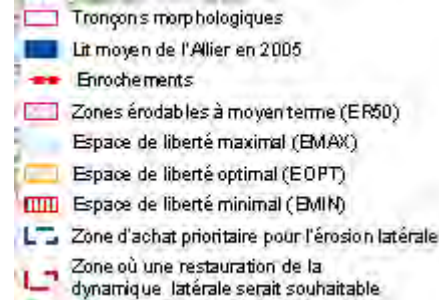 Tronçons morphologiques
Lit moyen de l'Allier en 2005
Enrochements
Zones érodables à moyen terme (ER50)
Espace de liberté maximal (EMAX)
Espace de liberté optimal (EOPT)
Espace de liberté minimal (EMIN)
Zone d'achat prioritaire pour l'érosion latérale
Zone où une restauration de la
dynamique latérale serait souhaitable